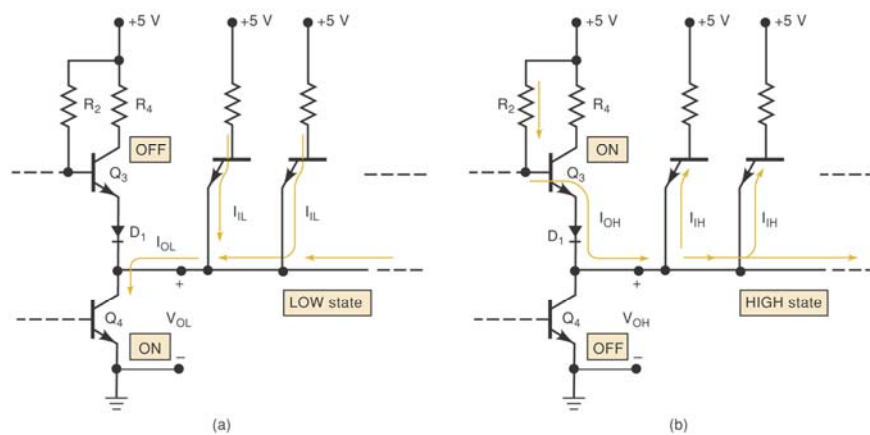 +5 V +5 V +5 V
R2 R4
OFF
Q3
IIL IIL
D1 IOL
+
LOW state
Q4 VOL
ON
–
(a)
+5 V +5 V +5 V
R2 R4
ON
Q3
IOH IIH IIH
D1
+
HIGH state
Q4 VOH
OFF
–
(b)